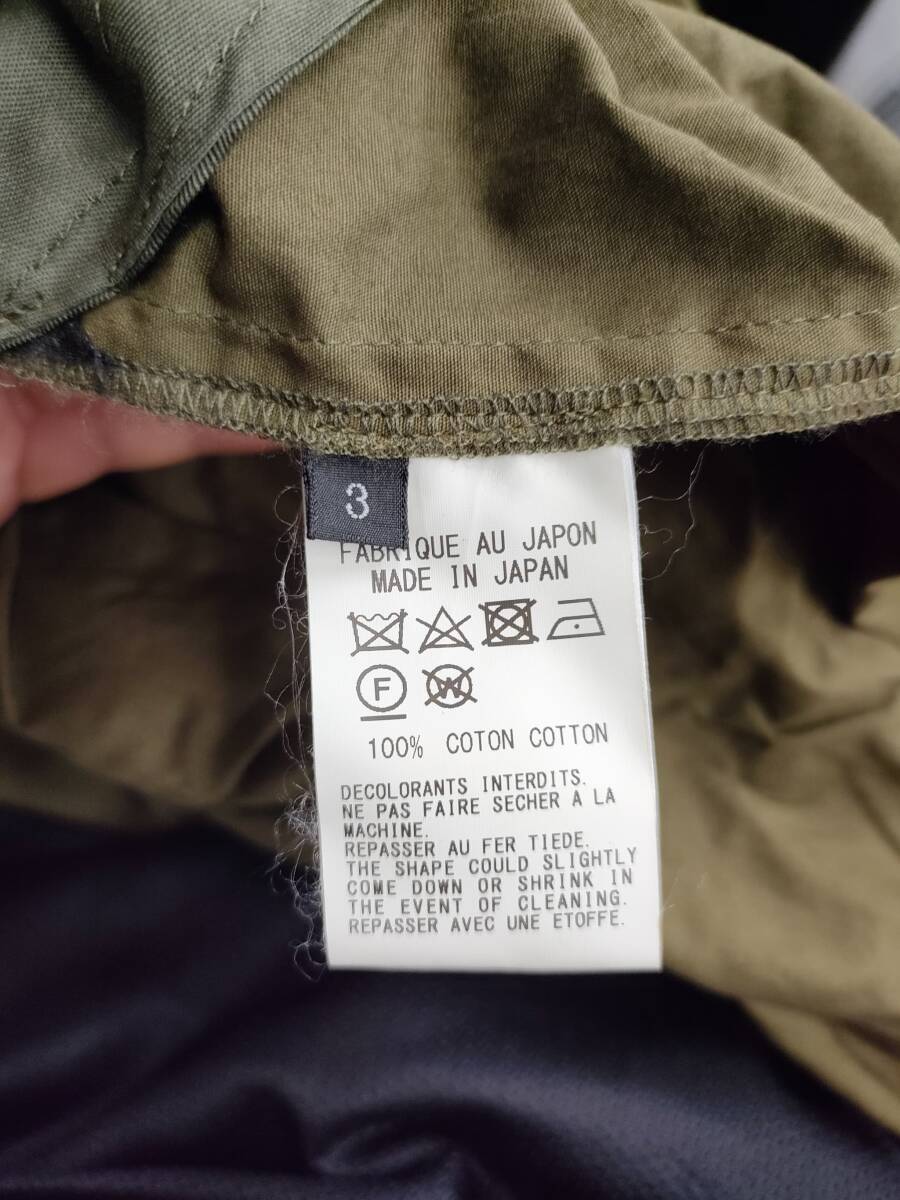 3
FABRIQUE AU JAPON
MADE IN JAPAN
F W
100% COTON COTTON
DECOLORANTS INTERDITS.
NE PAS FAIRE SECHER A LA
MACHINE.
REPASSER AU FER TIEDE.
THE SHAPE COULD SLIGHTLY
COME DOWN OR SHRINK IN
THE EVENT OF CLEANING.
REPASSER AVEC UNE ETOFFE.